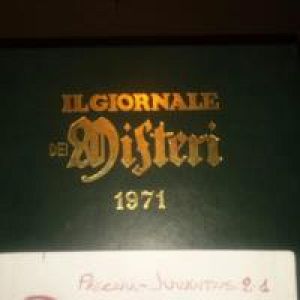 IL GIORNALE
DEI Misteri
1971
PESCARA-JUVENTUS 2-1